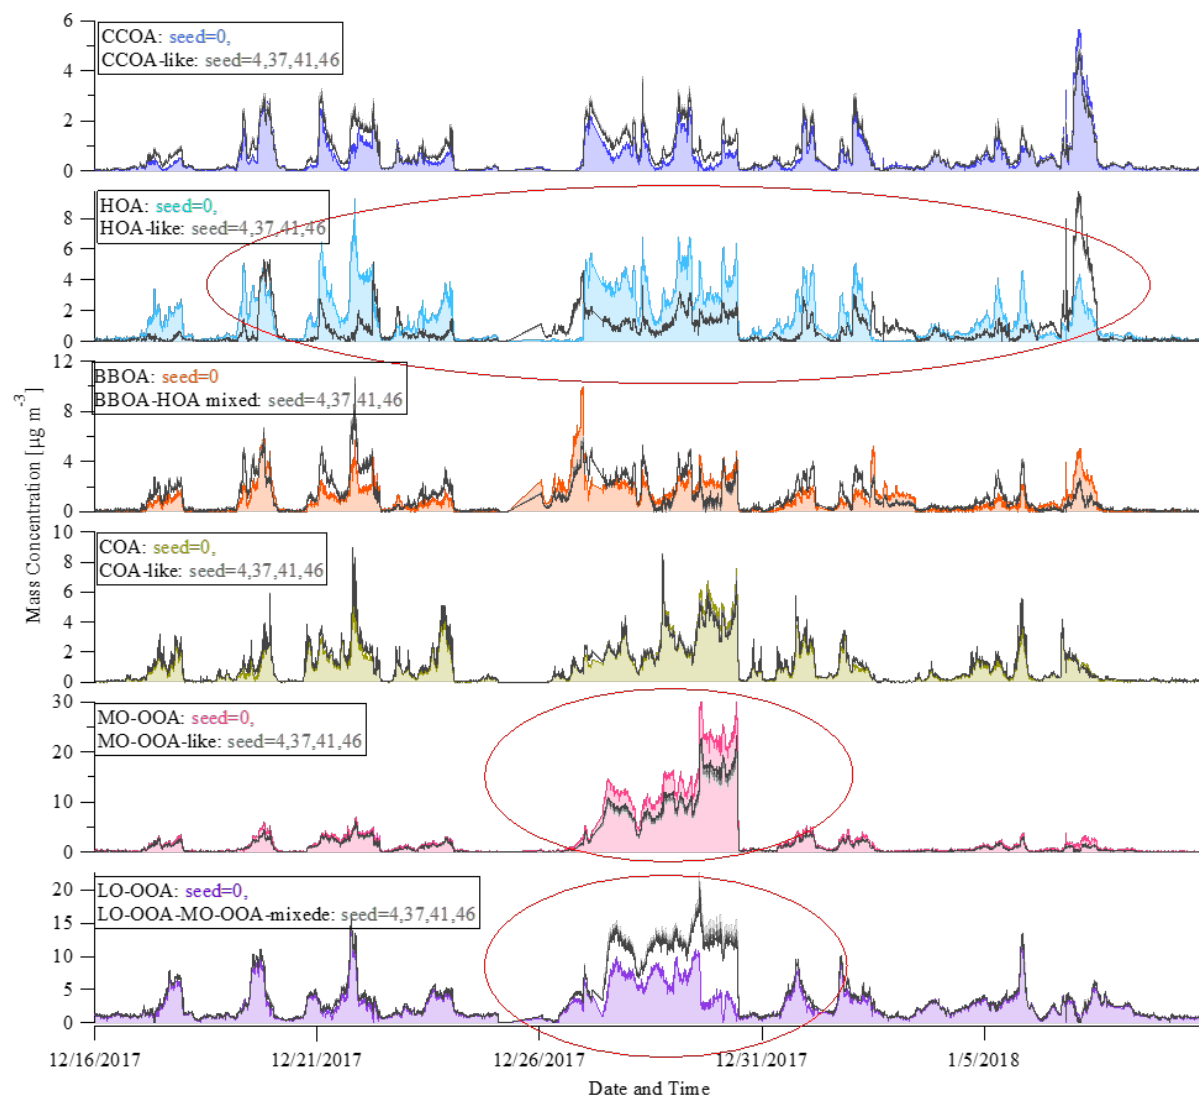 6
4
2
0
CCOA: seed=0,
CCOA-like: seed=4,37,41,46
8
6
4
2
0
HOA: seed=0,
HOA-like: seed=4,37,41,46
12
8
4
0
BBOA: seed=0
BBOA-HOA mixed: seed=4,37,41,46
10
8
6
4
2
0
COA: seed=0,
COA-like: seed=4,37,41,46
30
20
10
0
MO-OOA: seed=0,
MO-OOA-like: seed=4,37,41,46
20
15
10
5
0
LO-OOA: seed=0,
LO-OOA-MO-OOA-mixede: seed=4,37,41,46
Mass Concentration [µg m⁻³]
12/16/2017
12/21/2017
12/26/2017
12/31/2017
1/5/2018
Date and Time